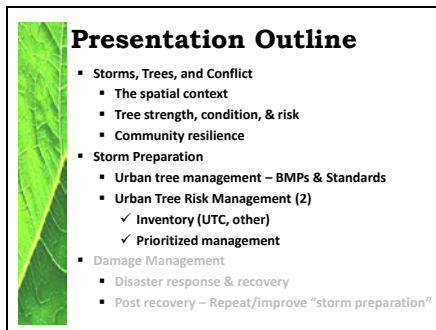 Presentation Outline
▪ Storms, Trees, and Conflict
▪ The spatial context
▪ Tree strength, condition, & risk
▪ Community resilience
▪ Storm Preparation
▪ Urban tree management – BMPs & Standards
▪ Urban Tree Risk Management (2)
✓ Inventory (UTC, other)
✓ Prioritized management
▪ Damage Management
▪ Disaster response & recovery
▪ Post recovery – Repeat/improve “storm preparation”